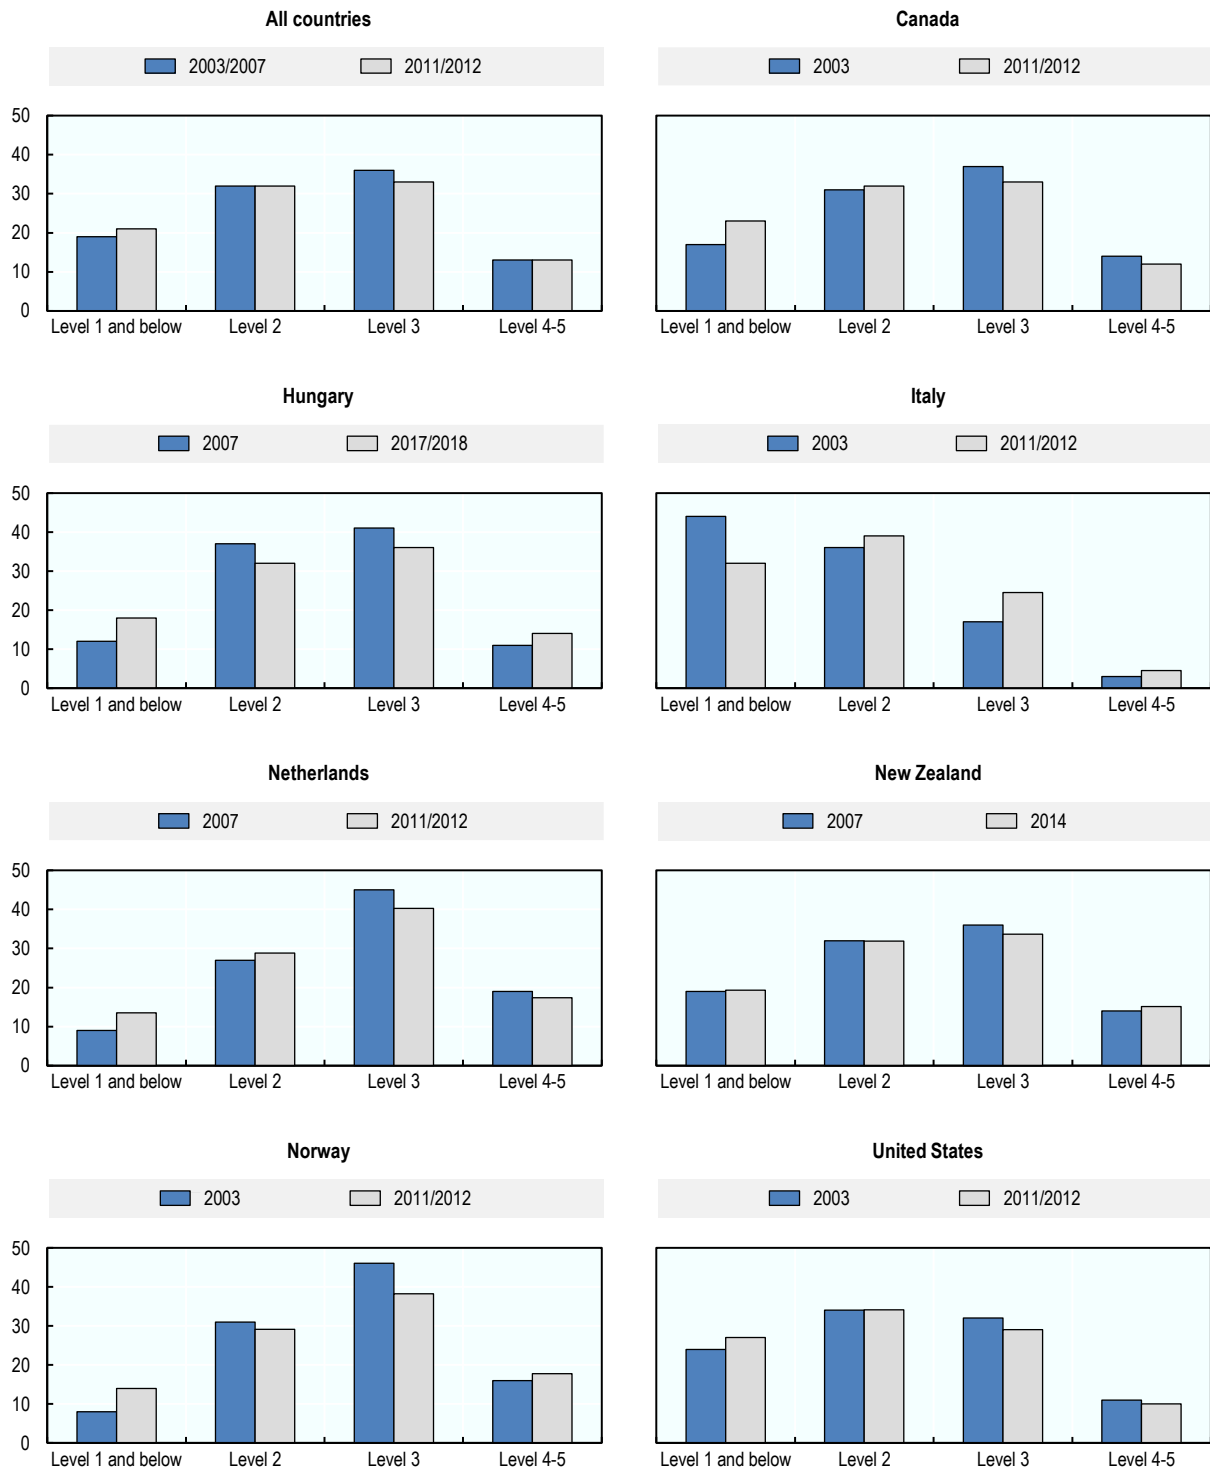 All countries
2003/2007 2011/2012
50
40
30
20
10
0
Level 1 and below Level 2 Level 3 Level 4-5
Canada
2003 2011/2012
Level 1 and below Level 2 Level 3 Level 4-5
Hungary
2007 2017/2018
50
40
30
20
10
0
Level 1 and below Level 2 Level 3 Level 4-5
Italy
2003 2011/2012
Level 1 and below Level 2 Level 3 Level 4-5
Netherlands
2007 2011/2012
50
40
30
20
10
0
Level 1 and below Level 2 Level 3 Level 4-5
New Zealand
2007 2014
Level 1 and below Level 2 Level 3 Level 4-5
Norway
2003 2011/2012
50
40
30
20
10
0
Level 1 and below Level 2 Level 3 Level 4-5
United States
2003 2011/2012
Level 1 and below Level 2 Level 3 Level 4-5